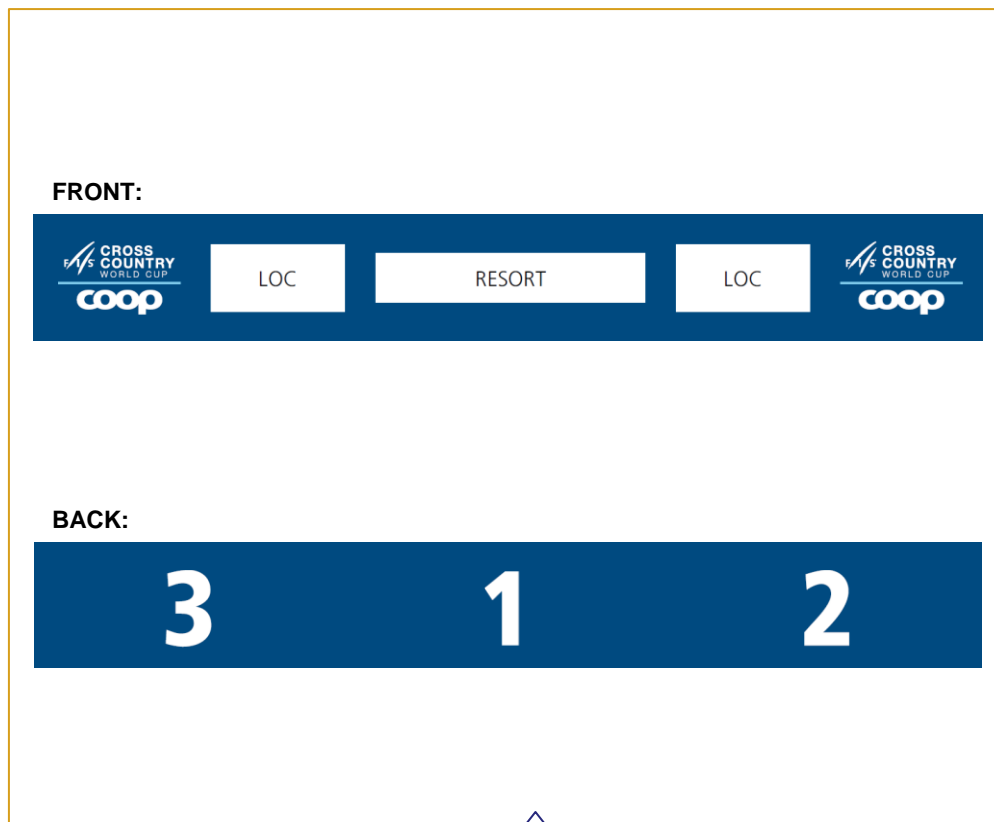 FRONT:
FIS CROSS COUNTRY WORLD CUP
coop
LOC
RESORT
LOC
FIS CROSS COUNTRY WORLD CUP
coop
BACK:
3 1 2